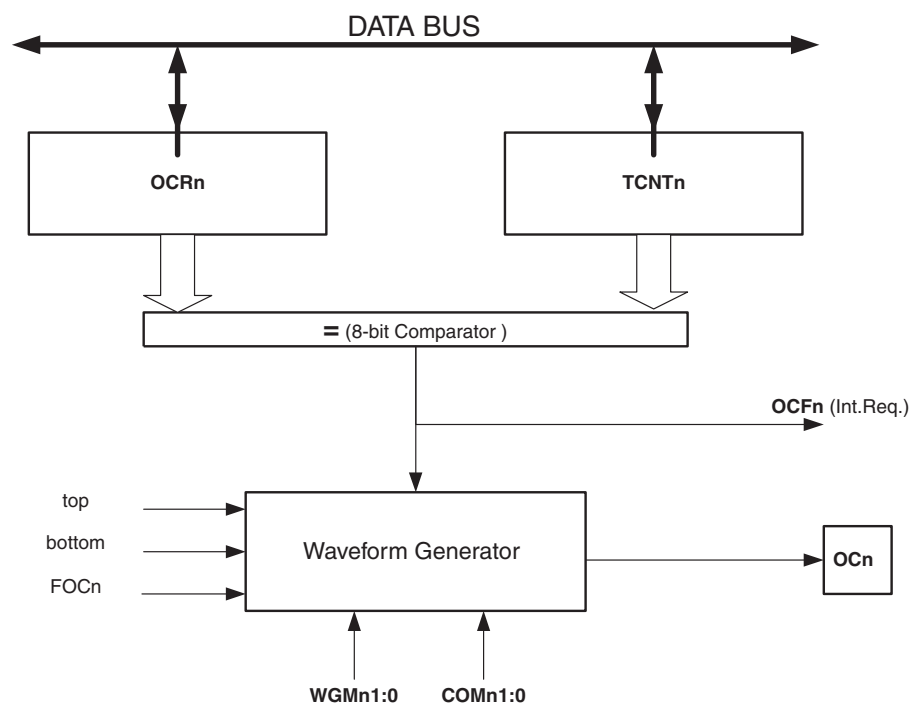 DATA BUS
OCRn
TCNTn
= (8-bit Comparator )
OCFn (Int.Req.)
top
bottom
FOCn
Waveform Generator
OCn
WGMn1:0
COMn1:0